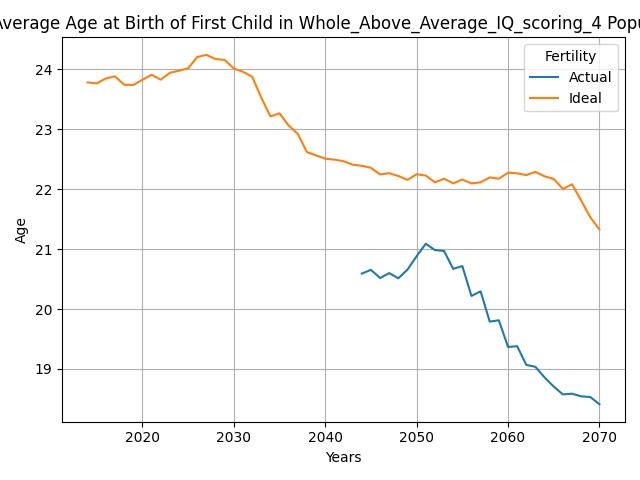 Average Age at Birth of First Child in Whole_Above_Average_IQ_scoring_4
Fertility
Actual
Ideal
24
23
22
21
20
19
Age
2020 2030 2040 2050 2060 2070
Years